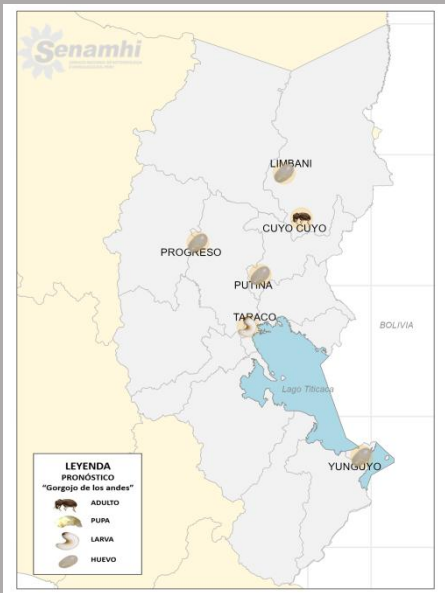 Senamhi
LIMBANI
CUYO CUYO
PROGRESO
PUTINA
TARACO
BOLIVIA
Lago Titicaca
YUNGUYO
LEYENDA
PRONÓSTICO
"Gorgojo de los andes"
ADULTO
PUPA
LARVA
HUEVO